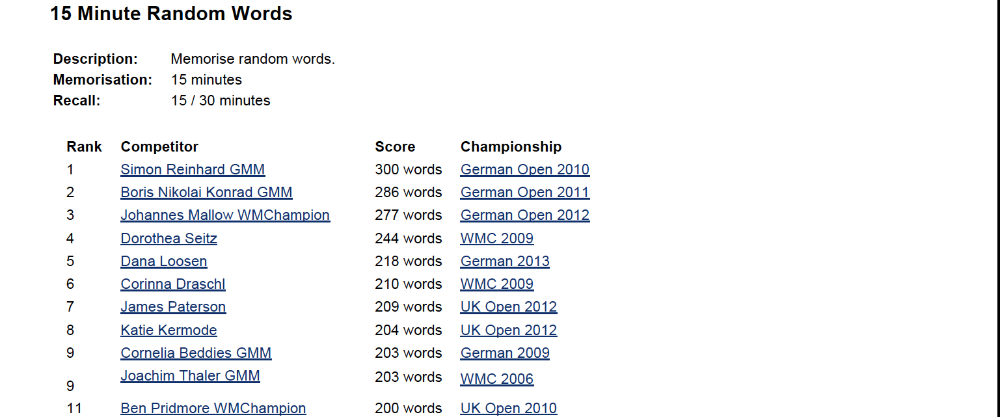 15 Minute Random Words
Description: Memorise random words.
Memorisation: 15 minutes
Recall: 15 / 30 minutes
Rank Competitor Score Championship
1 Simon Reinhard GMM 300 words German Open 2010
2 Boris Nikolai Konrad GMM 286 words German Open 2011
3 Johannes Mallow WMChampion 277 words German Open 2012
4 Dorothea Seitz 244 words WMC 2009
5 Dana Loosen 218 words German 2013
6 Corinna Draschl 210 words WMC 2009
7 James Paterson 209 words UK Open 2012
8 Katie Kermode 204 words UK Open 2012
9 Cornelia Beddies GMM 203 words German 2009
9 Joachim Thaler GMM 203 words WMC 2006
11 Ben Pridmore WMChampion 200 words UK Open 2010